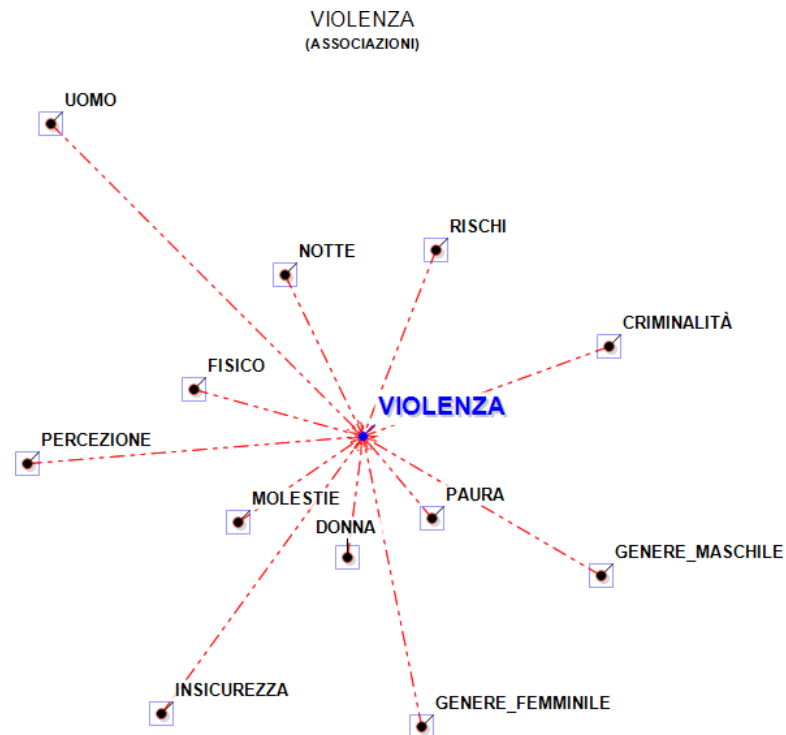 VIOLENZA
(ASSOCIAZIONI)
UOMO
RISCHI
NOTTE
CRIMINALITÀ
FISICO
VIOLENZA
PERCEZIONE
MOLESTIE
PAURA
DONNA
GENERE_MASCHILE
INSICUREZZA
GENERE_FEMMINILE